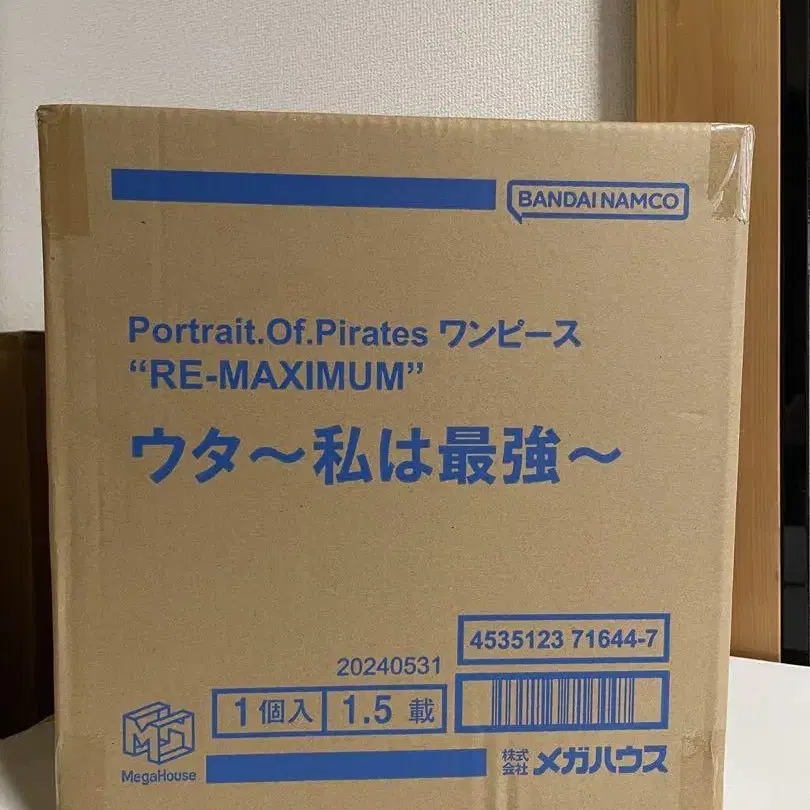 BANDAI NAMCO
Portrait.Of.Pirates ワンピース
“RE-MAXIMUM”
ウタ～私は最強～
4535123 71644-7
20240531
1個入 1.5 載
MegaHouse
株式会社 メガハウス